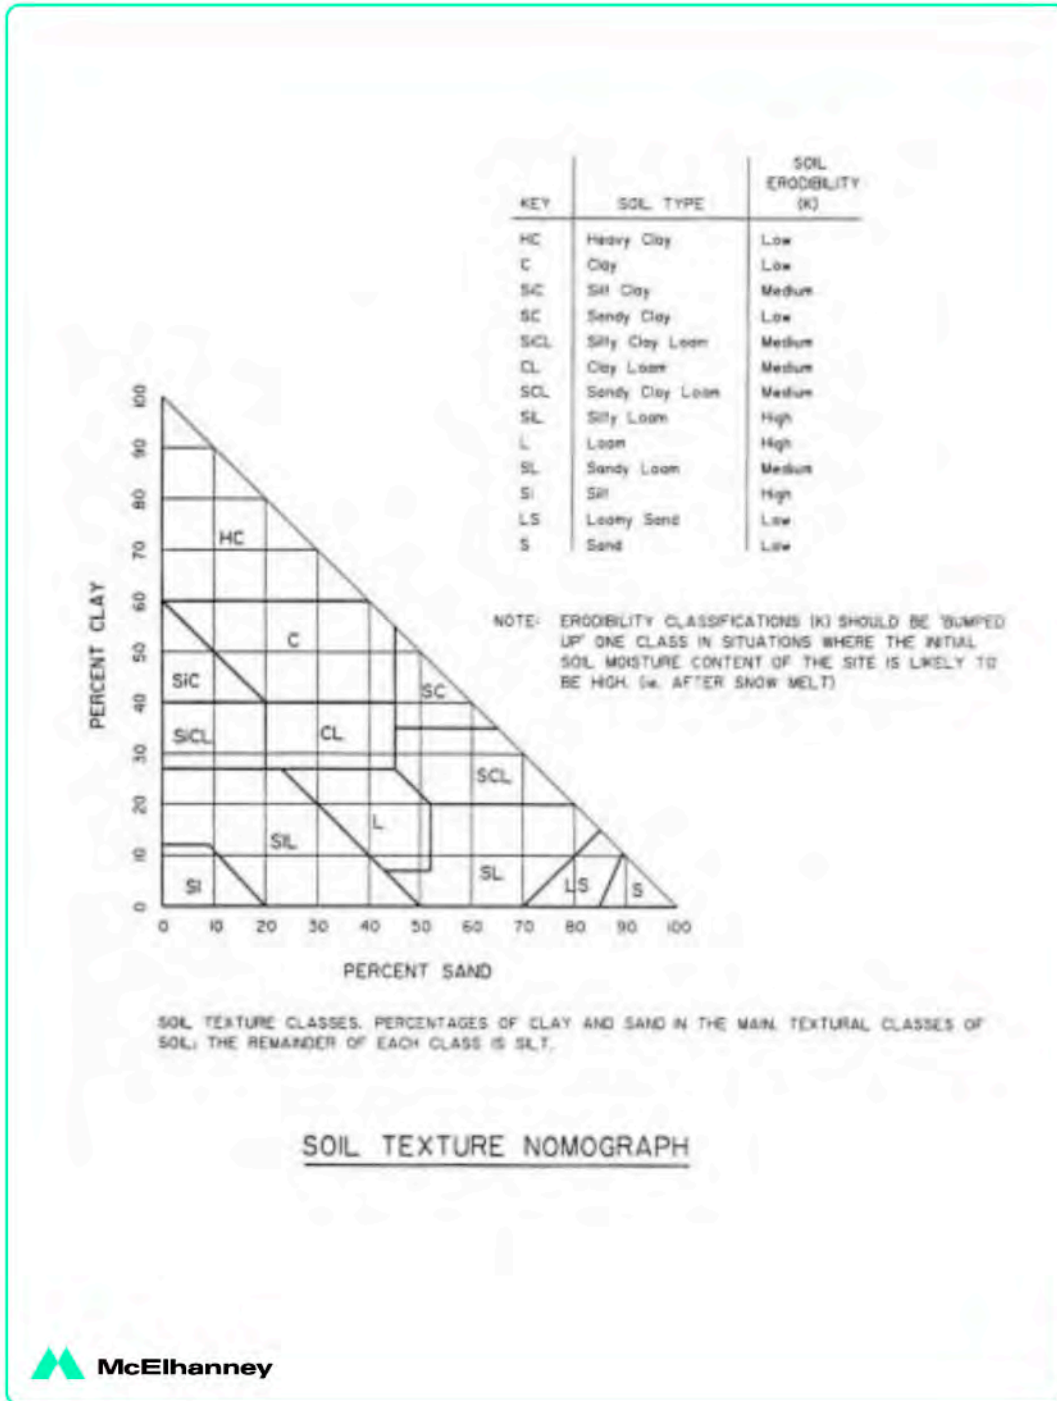 KEY SOIL TYPE SOIL ERODIBILITY (K)
HC Heavy Clay Low
C Clay Low
SiC Silt Clay Medium
SC Sandy Clay Low
SiCL Silty Clay Loam Medium
CL Clay Loam Medium
SCL Sandy Clay Loam Medium
SiL Silty Loam High
L Loam High
SL Sandy Loam Medium
Si Silt High
LS Loamy Sand Low
S Sand Low
NOTE: ERODIBILITY CLASSIFICATIONS (K) SHOULD BE 'BUMPED
UP' ONE CLASS IN SITUATIONS WHERE THE INITIAL
SOIL MOISTURE CONTENT OF THE SITE IS LIKELY TO
BE HIGH. (ie. AFTER SNOW MELT)
PERCENT CLAY
100
90
80
70
60
50
40
30
20
10
0
HC
C
SiC
SC
SiCL
CL
SCL
L
SiL
SL
SI
LS
S
0 10 20 30 40 50 60 70 80 90 100
PERCENT SAND
SOIL TEXTURE CLASSES. PERCENTAGES OF CLAY AND SAND IN THE MAIN TEXTURAL CLASSES OF
SOIL; THE REMAINDER OF EACH CLASS IS SILT.
SOIL TEXTURE NOMOGRAPH
McElhanney